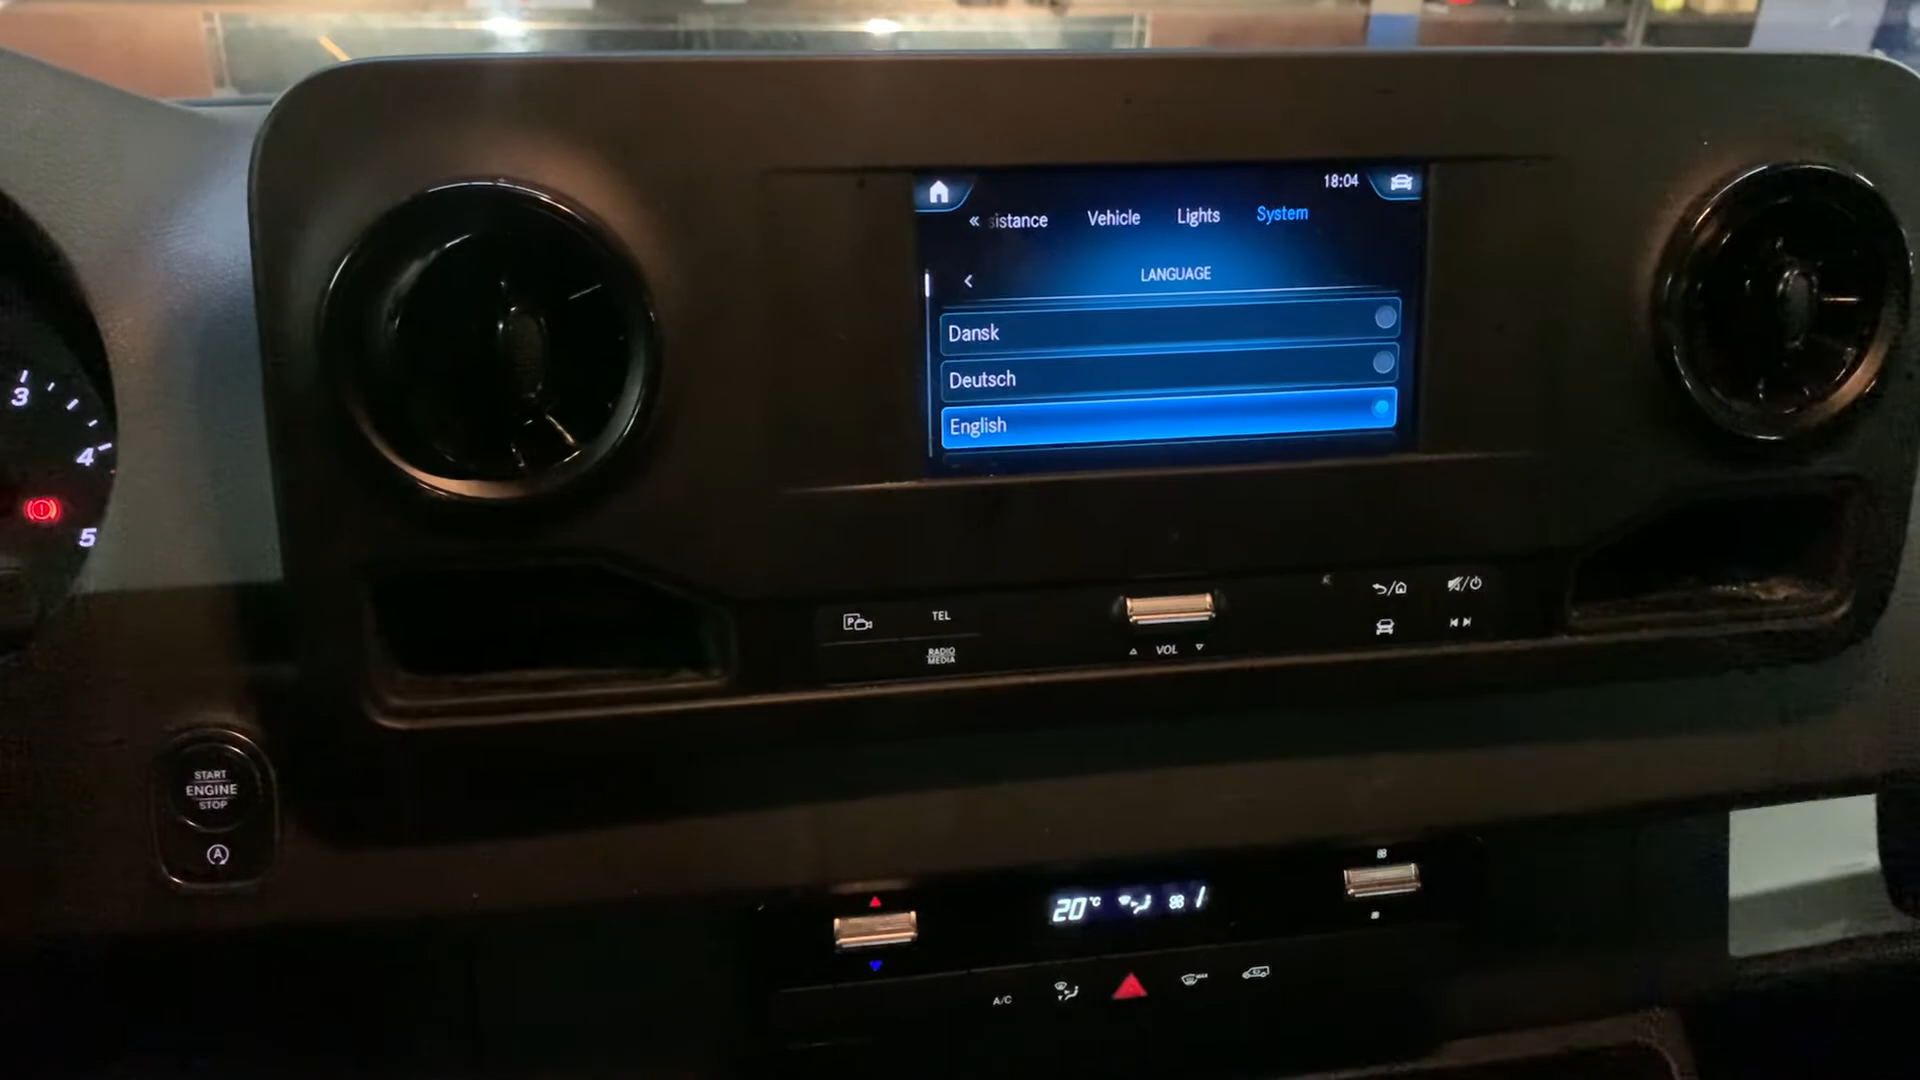 18:04
« sistance Vehicle Lights System
< LANGUAGE
Dansk
Deutsch
English
3
4
5
P TEL
RADIO
MEDIA
VOL
START
ENGINE
STOP
A
20°C
A/C
MAX